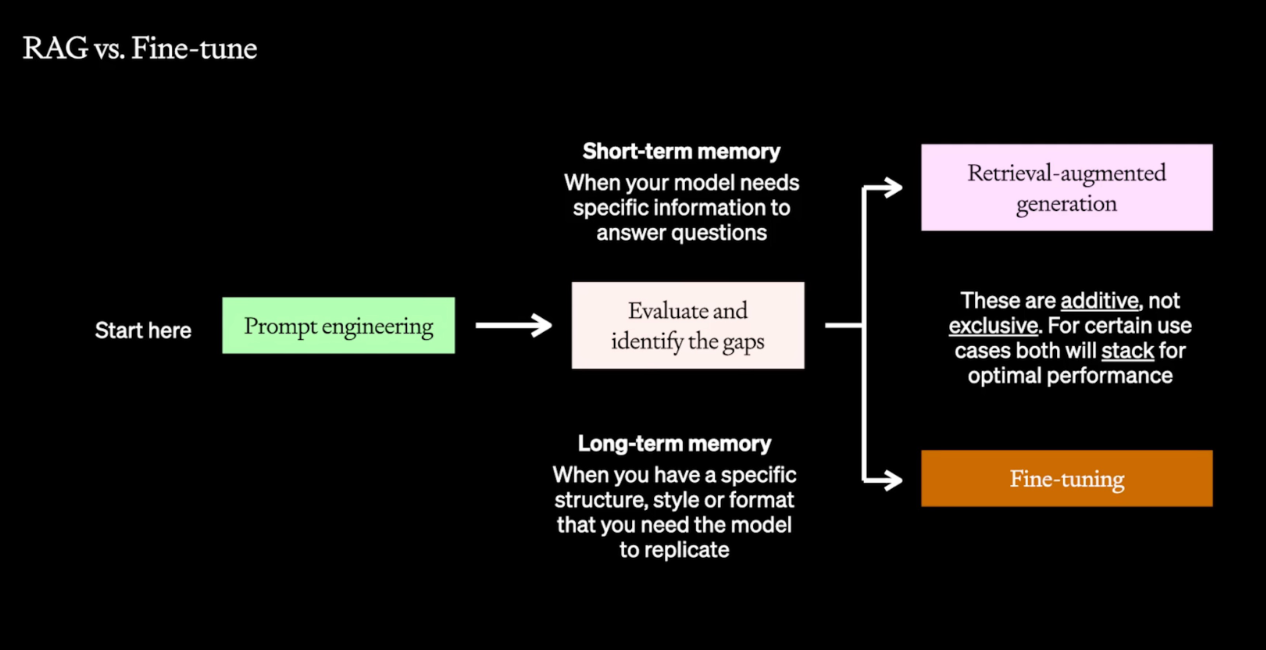 RAG vs. Fine-tune
Short-term memory
When your model needs
specific information to
answer questions
Retrieval-augmented
generation
Start here
Prompt engineering
Evaluate and
identify the gaps
These are additive, not
exclusive. For certain use
cases both will stack for
optimal performance
Long-term memory
When you have a specific
structure, style or format
that you need the model
to replicate
Fine-tuning